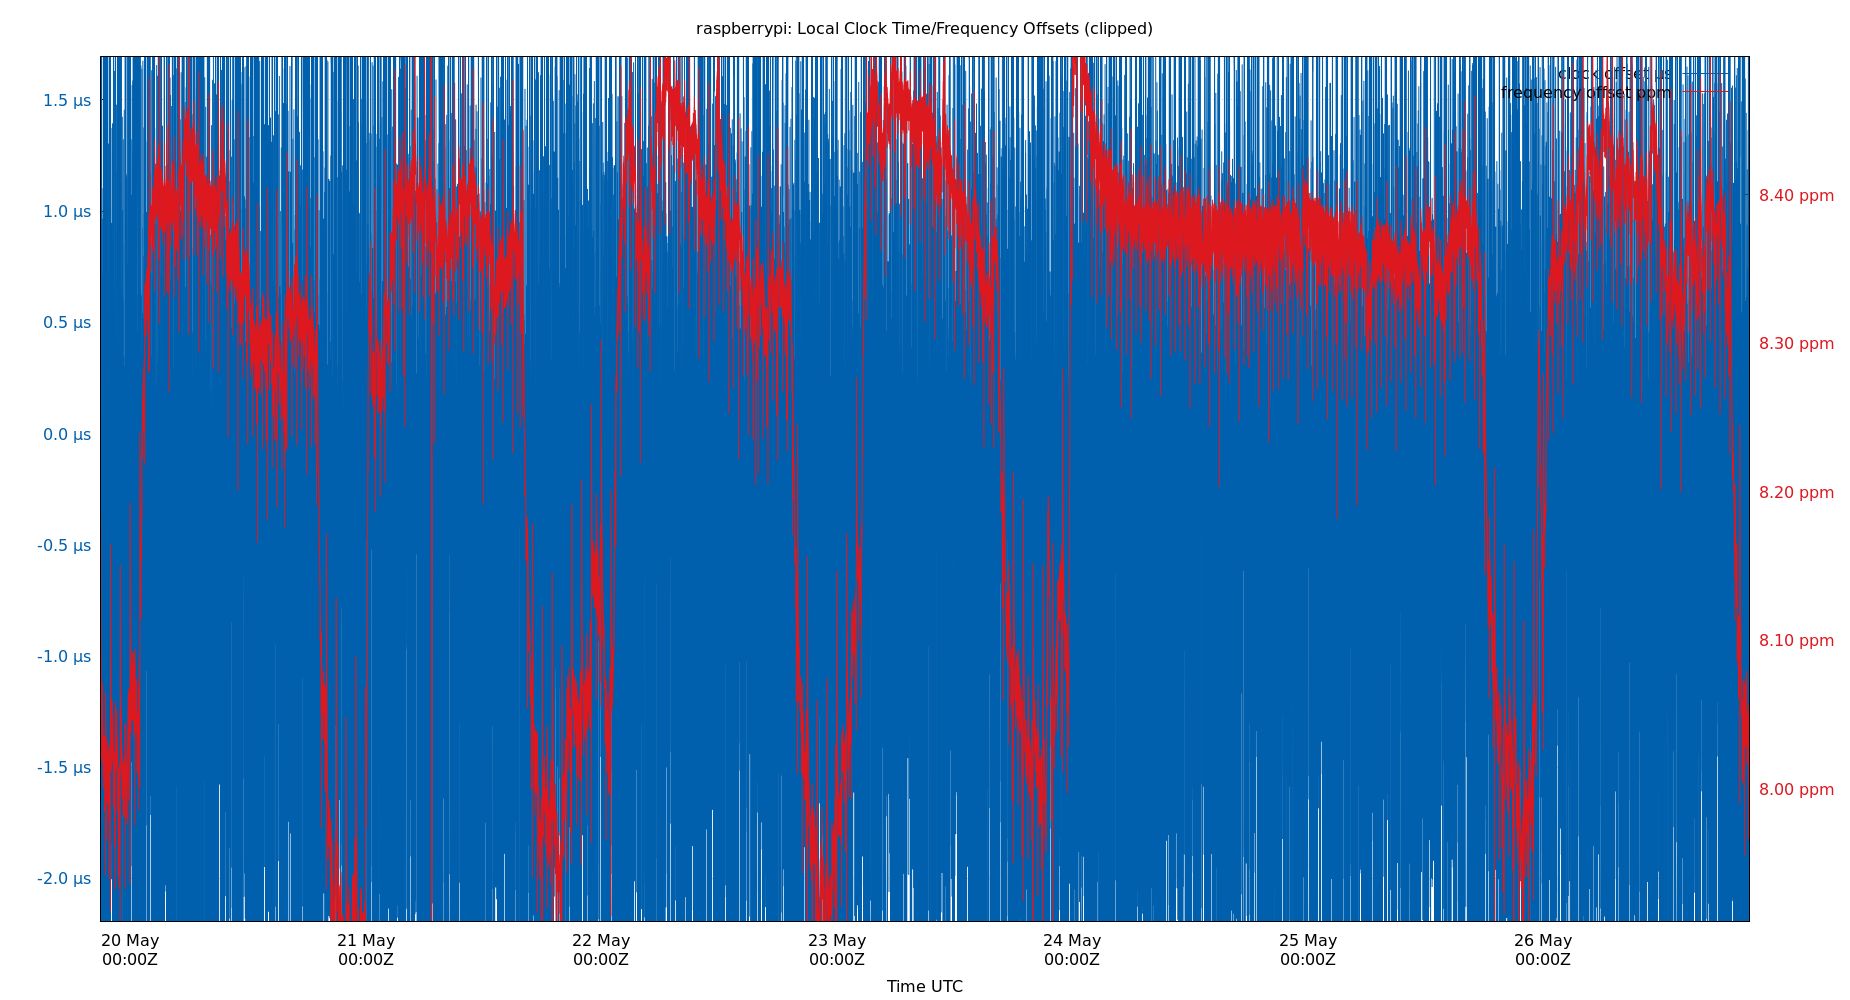 raspberrypi: Local Clock Time/Frequency Offsets (clipped)
clock offset µs
frequency offset ppm
1.5 µs
1.0 µs
0.5 µs
0.0 µs
-0.5 µs
-1.0 µs
-1.5 µs
-2.0 µs
8.40 ppm
8.30 ppm
8.20 ppm
8.10 ppm
8.00 ppm
20 May
00:00Z
21 May
00:00Z
22 May
00:00Z
23 May
00:00Z
24 May
00:00Z
25 May
00:00Z
26 May
00:00Z
Time UTC